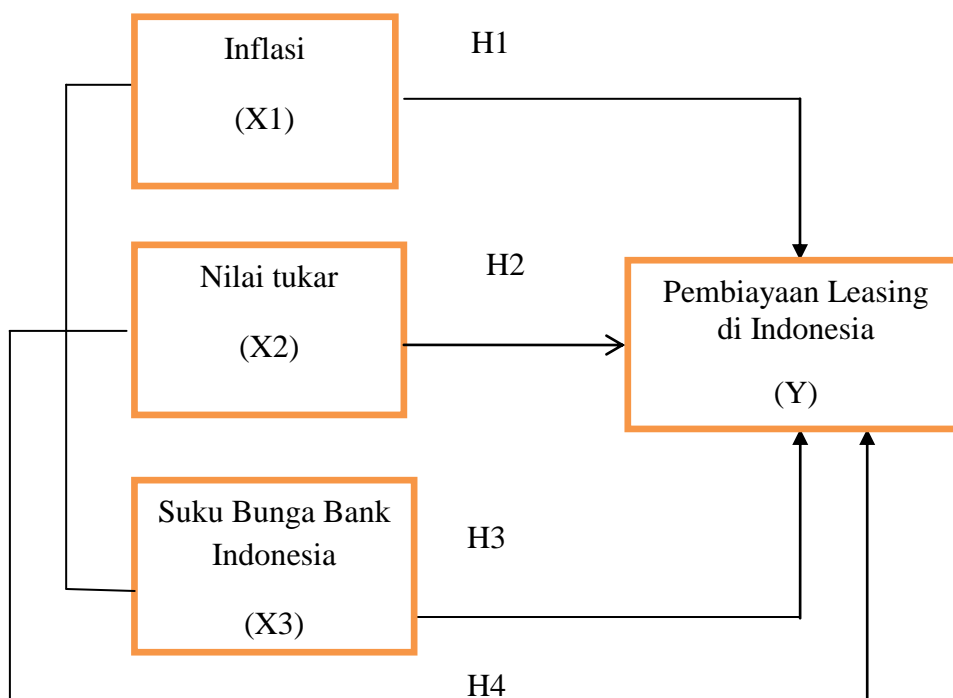 Inflasi
(X1)
H1
Nilai tukar
(X2)
H2
Pembiayaan Leasing
di Indonesia
(Y)
Suku Bunga Bank
Indonesia
(X3)
H3
H4